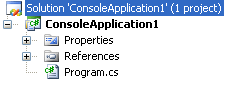 Solution 'ConsoleApplication1' (1 project)
ConsoleApplication1
Properties
References
Program.cs